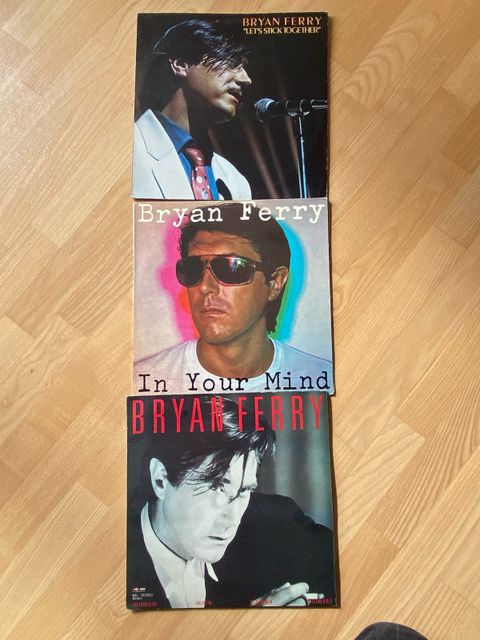 BRYAN FERRY
"LET'S STICK TOGETHER"
Bryan Ferry
In Your Mind
BRYAN FERRY